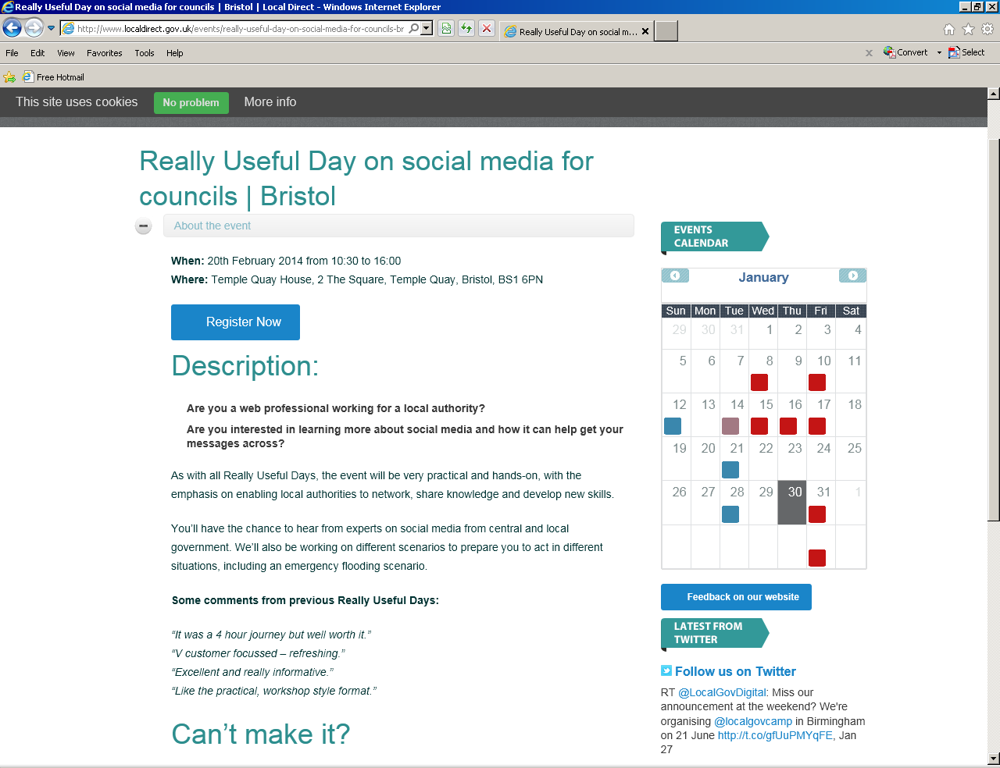 Really Useful Day on social media for councils | Bristol | Local Direct - Windows Internet Explorer
http://www.localdirect.gov.uk/events/really-useful-day-on-social-media-for-councils-br
Really Useful Day on social m...
File Edit View Favorites Tools Help
Convert Select
Free Hotmail
This site uses cookies No problem More info
Really Useful Day on social media for
councils | Bristol
About the event
When: 20th February 2014 from 10:30 to 16:00
Where: Temple Quay House, 2 The Square, Temple Quay, Bristol, BS1 6PN
Register Now
Description:
Are you a web professional working for a local authority?
Are you interested in learning more about social media and how it can help get your
messages across?
As with all Really Useful Days, the event will be very practical and hands-on, with the
emphasis on enabling local authorities to network, share knowledge and develop new skills.
You’ll have the chance to hear from experts on social media from central and local
government. We’ll also be working on different scenarios to prepare you to act in different
situations, including an emergency flooding scenario.
Some comments from previous Really Useful Days:
“It was a 4 hour journey but well worth it.”
“V customer focussed – refreshing.”
“Excellent and really informative.”
“Like the practical, workshop style format.”
Can’t make it?
EVENTS
CALENDAR
January
Sun Mon Tue Wed Thu Fri Sat
29 30 31 1 2 3 4
5 6 7 8 9 10 11
12 13 14 15 16 17 18
19 20 21 22 23 24 25
26 27 28 29 30 31 1
Feedback on our website
LATEST FROM
TWITTER
Follow us on Twitter
RT @LocalGovDigital: Miss our
announcement at the weekend? We're
organising @localgovcamp in Birmingham
on 21 June http://t.co/gfUuPMYqFE, Jan
27